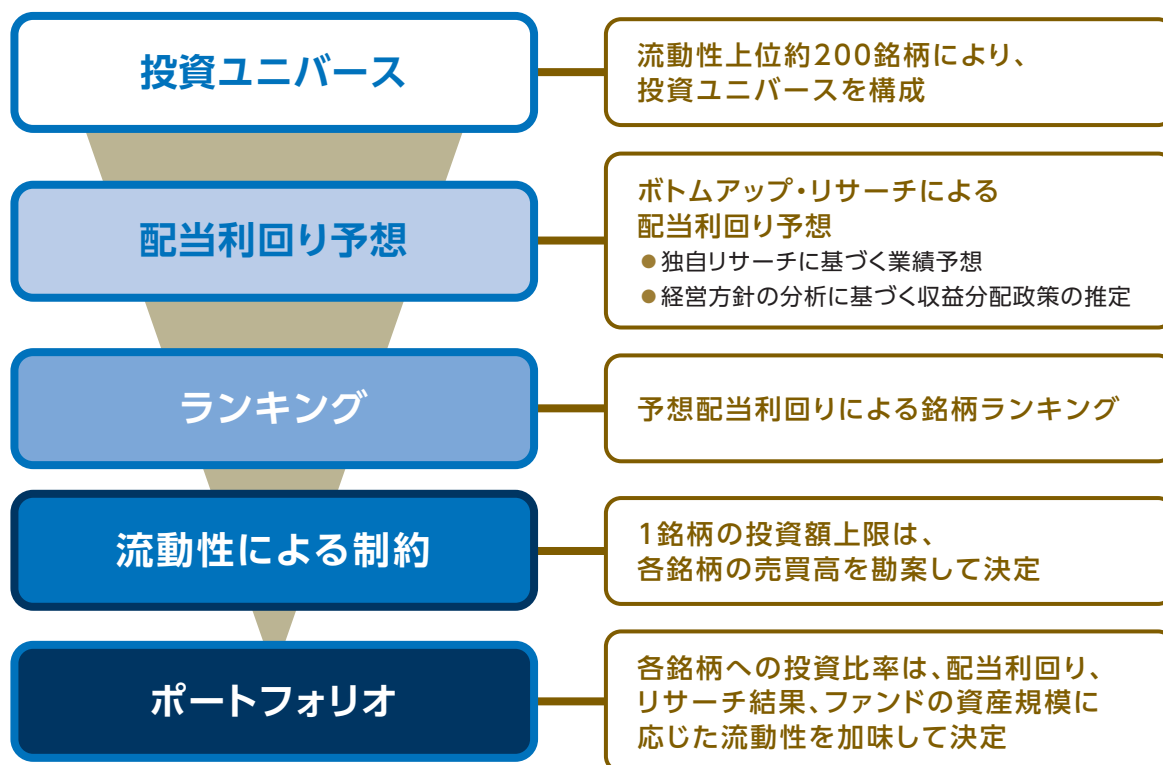 投資ユニバース
流動性上位約200銘柄により、
投資ユニバースを構成
配当利回り予想
ボトムアップ・リサーチによる
配当利回り予想
●独自リサーチに基づく業績予想
●経営方針の分析に基づく収益分配政策の推定
ランキング
予想配当利回りによる銘柄ランキング
流動性による制約
1銘柄の投資額上限は、
各銘柄の売買高を勘案して決定
ポートフォリオ
各銘柄への投資比率は、配当利回り、
リサーチ結果、ファンドの資産規模に
応じた流動性を加味して決定